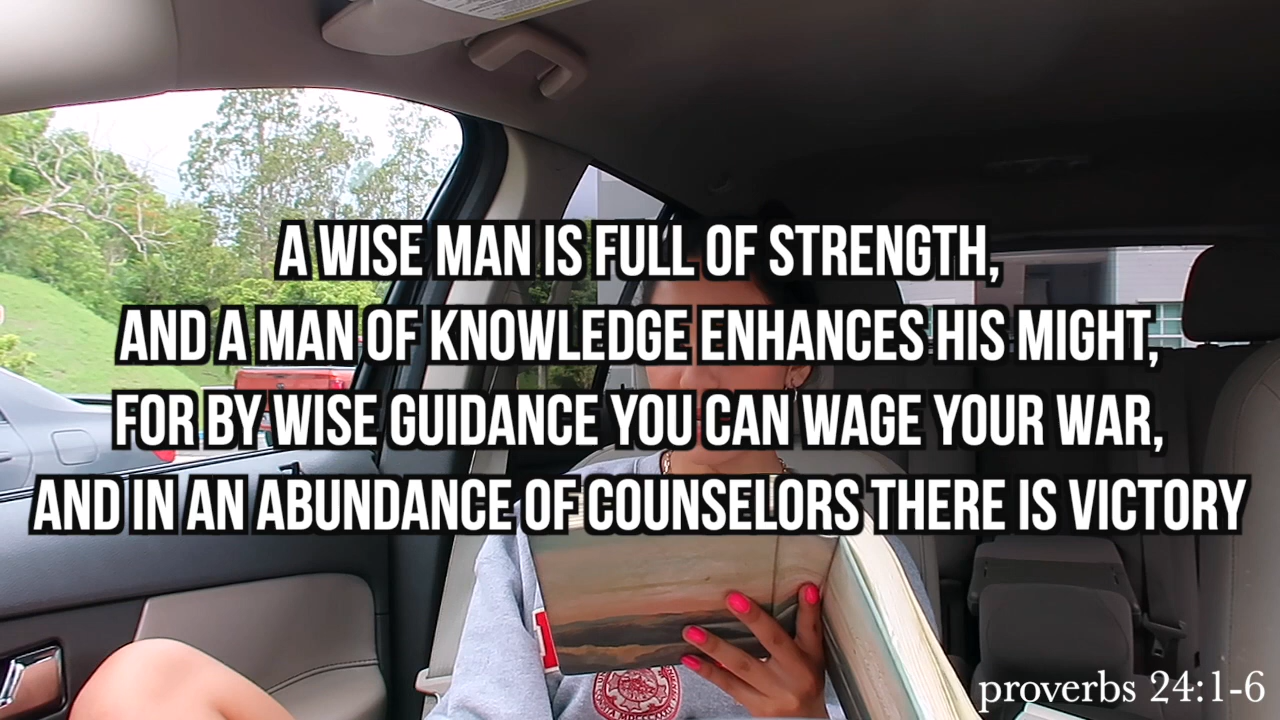 A WISE MAN IS FULL OF STRENGTH,
AND A MAN OF KNOWLEDGE ENHANCES HIS MIGHT,
FOR BY WISE GUIDANCE YOU CAN WAGE YOUR WAR,
AND IN AN ABUNDANCE OF COUNSELORS THERE IS VICTORY
proverbs 24:1-6